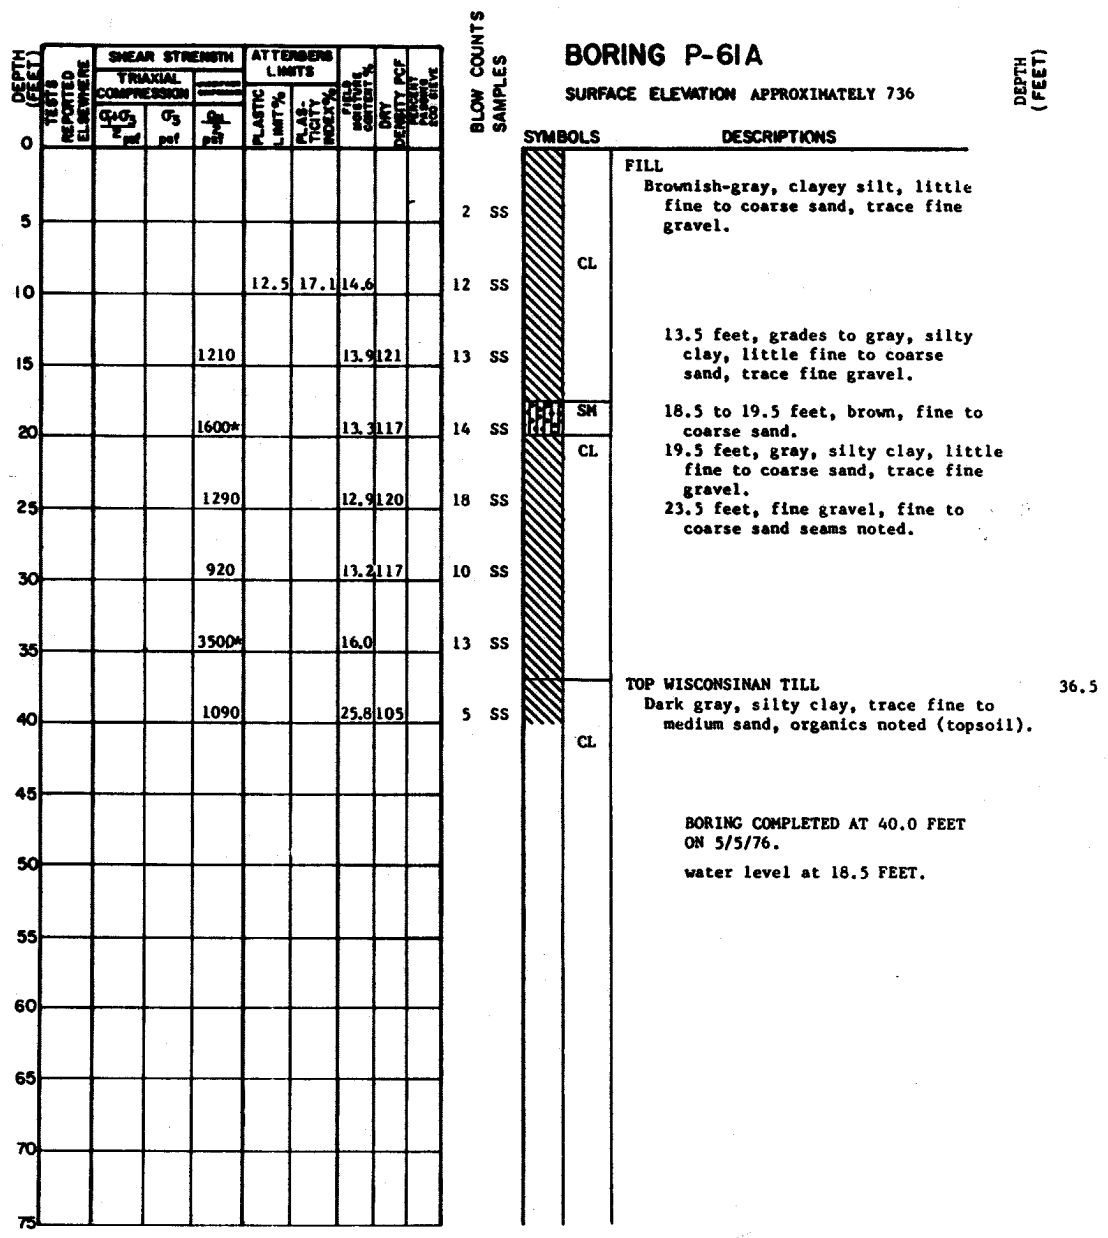 BORING P-61A
SURFACE ELEVATION APPROXIMATELY 736
DEPTH (FEET)
TESTS REPORTED ELSEWHERE
SHEAR STRENGTH
TRIAXIAL COMPRESSION
σ3
psf
psf
psf
ATTERBERG LIMITS
PLASTIC LIMIT %
PLAS- TICITY INDEX %
FIELD MOISTURE CONTENT %
DRY DENSITY PCF
BLOW COUNTS
SAMPLES
SYMBOLS
DESCRIPTIONS
DEPTH (FEET)
0
FILL
Brownish-gray, clayey silt, little
fine to coarse sand, trace fine
gravel.
2 SS
5
CL
12.5 17.1 14.6 12 SS
10
13.5 feet, grades to gray, silty
clay, little fine to coarse
sand, trace fine gravel.
1210 13.9 121 13 SS
15
SM
18.5 to 19.5 feet, brown, fine to
coarse sand.
1600* 13.3 117 14 SS
20
CL
19.5 feet, gray, silty clay, little
fine to coarse sand, trace fine
gravel.
23.5 feet, fine gravel, fine to
coarse sand seams noted.
1290 12.9 120 18 SS
25
920 13.2 117 10 SS
30
3500* 16.0 13 SS
35
TOP WISCONSINAN TILL 36.5
Dark gray, silty clay, trace fine to
medium sand, organics noted (topsoil).
1090 25.8 105 5 SS
40
CL
45
BORING COMPLETED AT 40.0 FEET
ON 5/5/76.
50
water level at 18.5 FEET.
55
60
65
70
75